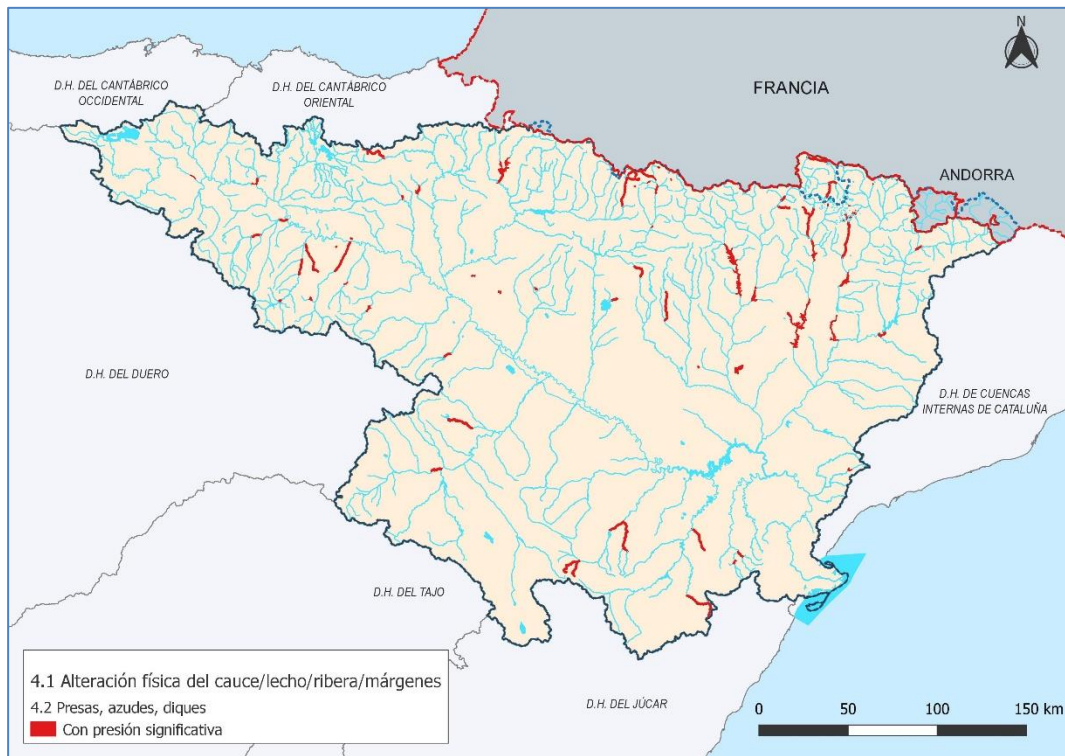 N
D.H. DEL CANTÁBRICO
OCCIDENTAL
D.H. DEL CANTÁBRICO
ORIENTAL
FRANCIA
ANDORRA
D.H. DEL DUERO
D.H. DE CUENCAS
INTERNAS DE CATALUÑA
D.H. DEL TAJO
D.H. DEL JÚCAR
4.1 Alteración física del cauce/lecho/ribera/márgenes
4.2 Presas, azudes, diques
Con presión significativa
0 50 100 150 km